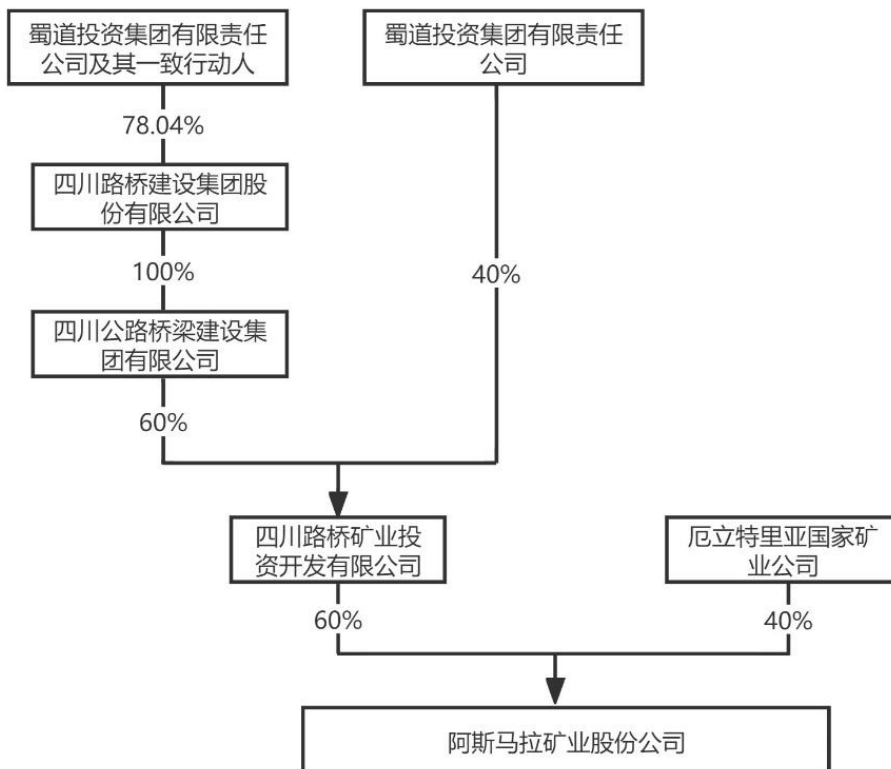 蜀道投资集团有限责任
公司及其一致行动人
蜀道投资集团有限责任
公司
78.04%
四川路桥建设集团股
份有限公司
100%
40%
四川公路桥梁建设集
团有限公司
60%
四川路桥矿业投
资开发有限公司
厄立特里亚国家矿
业公司
60%
40%
阿斯马拉矿业股份公司